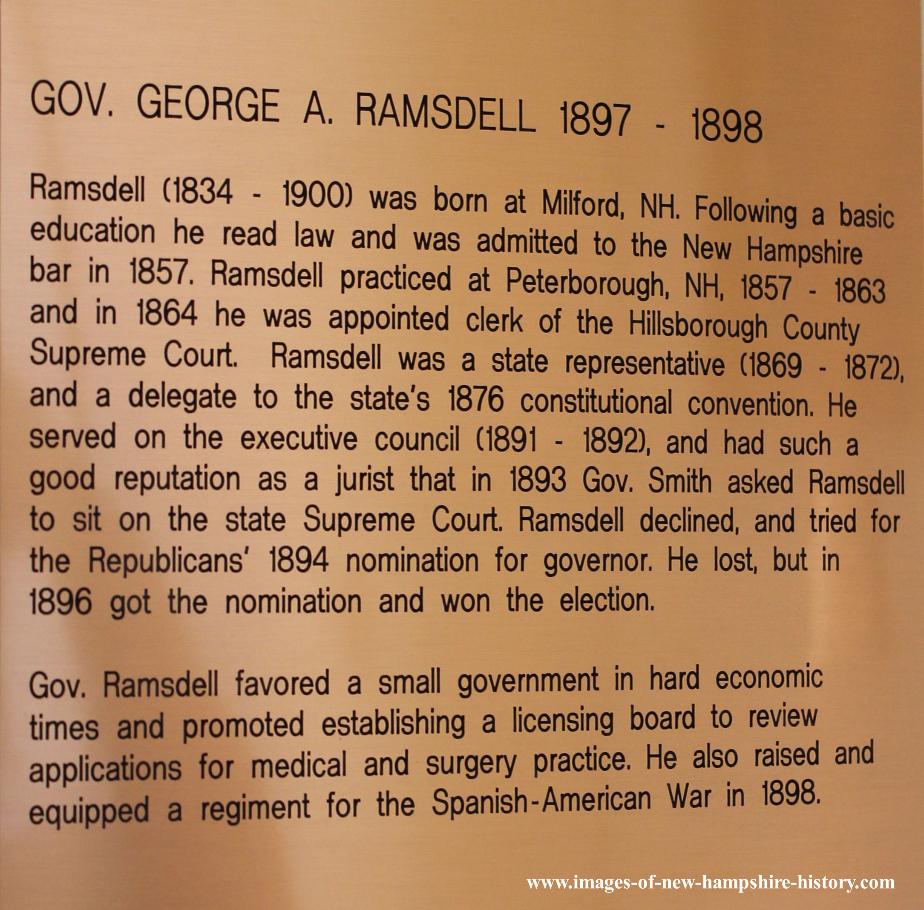 GOV. GEORGE A. RAMSDELL 1897 - 1898
Ramsdell (1834 - 1900) was born at Milford, NH. Following a basic
education he read law and was admitted to the New Hampshire
bar in 1857. Ramsdell practiced at Peterborough, NH, 1857 - 1863
and in 1864 he was appointed clerk of the Hillsborough County
Supreme Court. Ramsdell was a state representative (1869 - 1872),
and a delegate to the state's 1876 constitutional convention. He
served on the executive council (1891 - 1892), and had such a
good reputation as a jurist that in 1893 Gov. Smith asked Ramsdell
to sit on the state Supreme Court. Ramsdell declined, and tried for
the Republicans' 1894 nomination for governor. He lost, but in
1896 got the nomination and won the election.
Gov. Ramsdell favored a small government in hard economic
times and promoted establishing a licensing board to review
applications for medical and surgery practice. He also raised and
equipped a regiment for the Spanish-American War in 1898.
www.images-of-new-hampshire-history.com